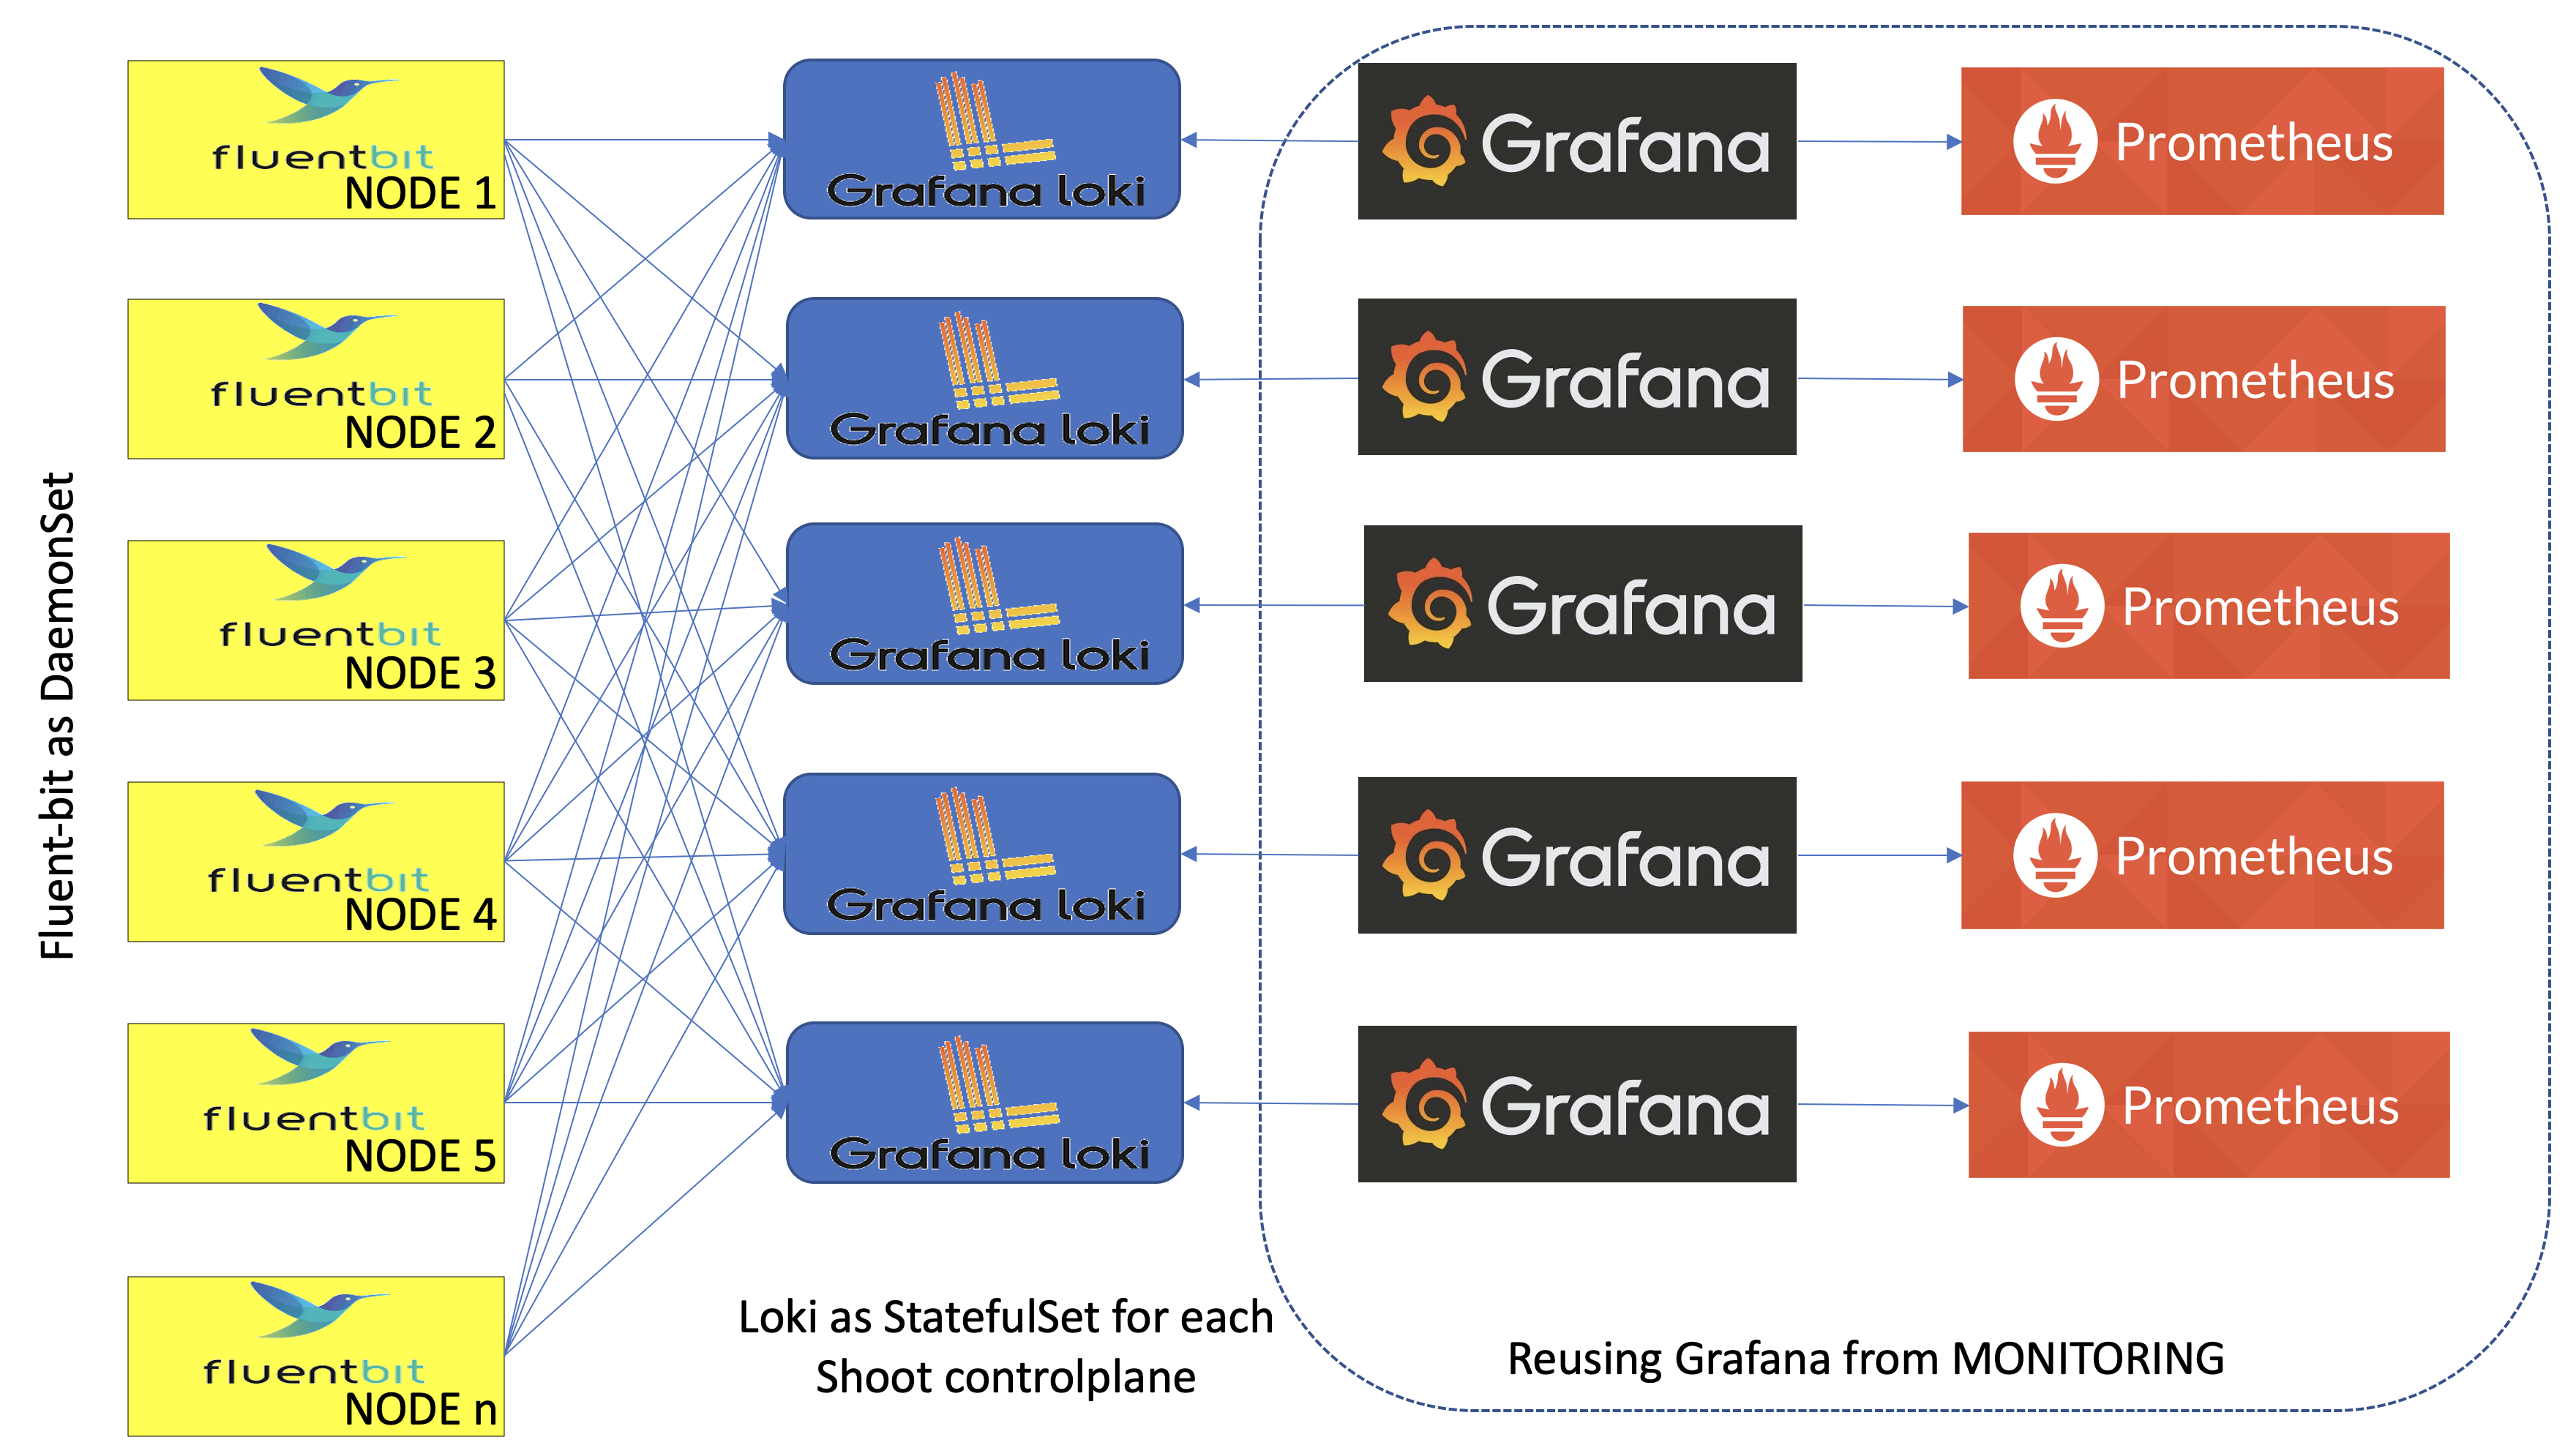 Fluent-bit as DaemonSet
fluentbit
NODE 1
Grafana loki
Grafana
Prometheus
fluentbit
NODE 2
Grafana loki
Grafana
Prometheus
fluentbit
NODE 3
Grafana loki
Grafana
Prometheus
fluentbit
NODE 4
Grafana loki
Grafana
Prometheus
fluentbit
NODE 5
Grafana loki
Grafana
Prometheus
fluentbit
NODE n
Loki as StatefulSet for each
Shoot controlplane
Reusing Grafana from MONITORING